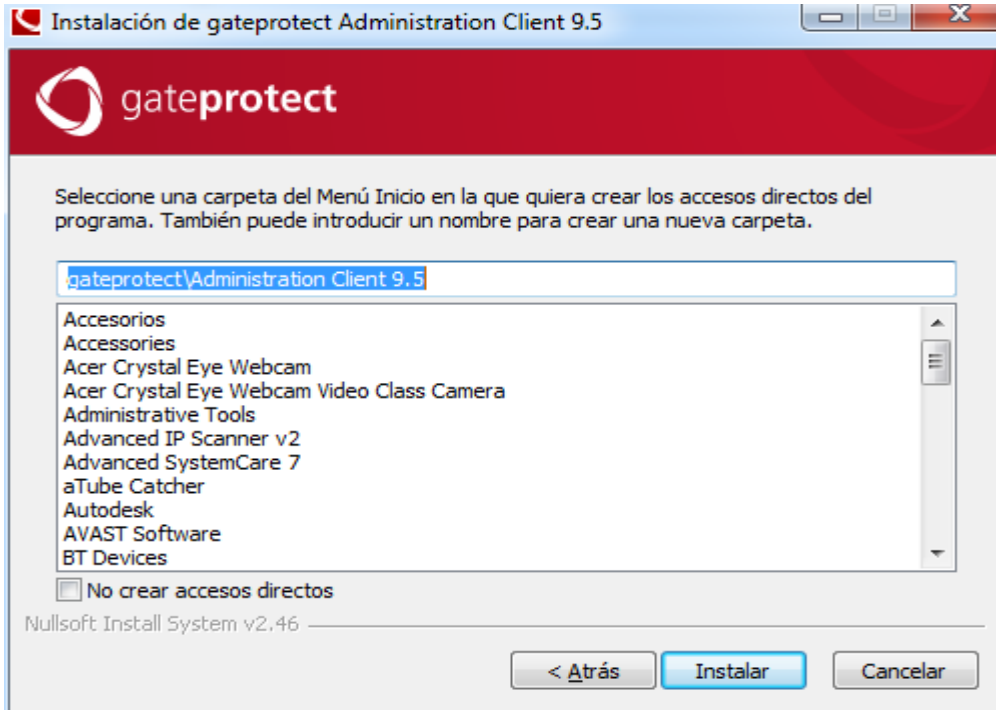 Instalación de gateprotect Administration Client 9.5
gateprotect
Seleccione una carpeta del Menú Inicio en la que quiera crear los accesos directos del
programa. También puede introducir un nombre para crear una nueva carpeta.
gateprotect\Administration Client 9.5
Accesorios
Accessories
Acer Crystal Eye Webcam
Acer Crystal Eye Webcam Video Class Camera
Administrative Tools
Advanced IP Scanner v2
Advanced SystemCare 7
aTube Catcher
Autodesk
AVAST Software
BT Devices
No crear accesos directos
Nullsoft Install System v2.46
< Atrás Instalar Cancelar